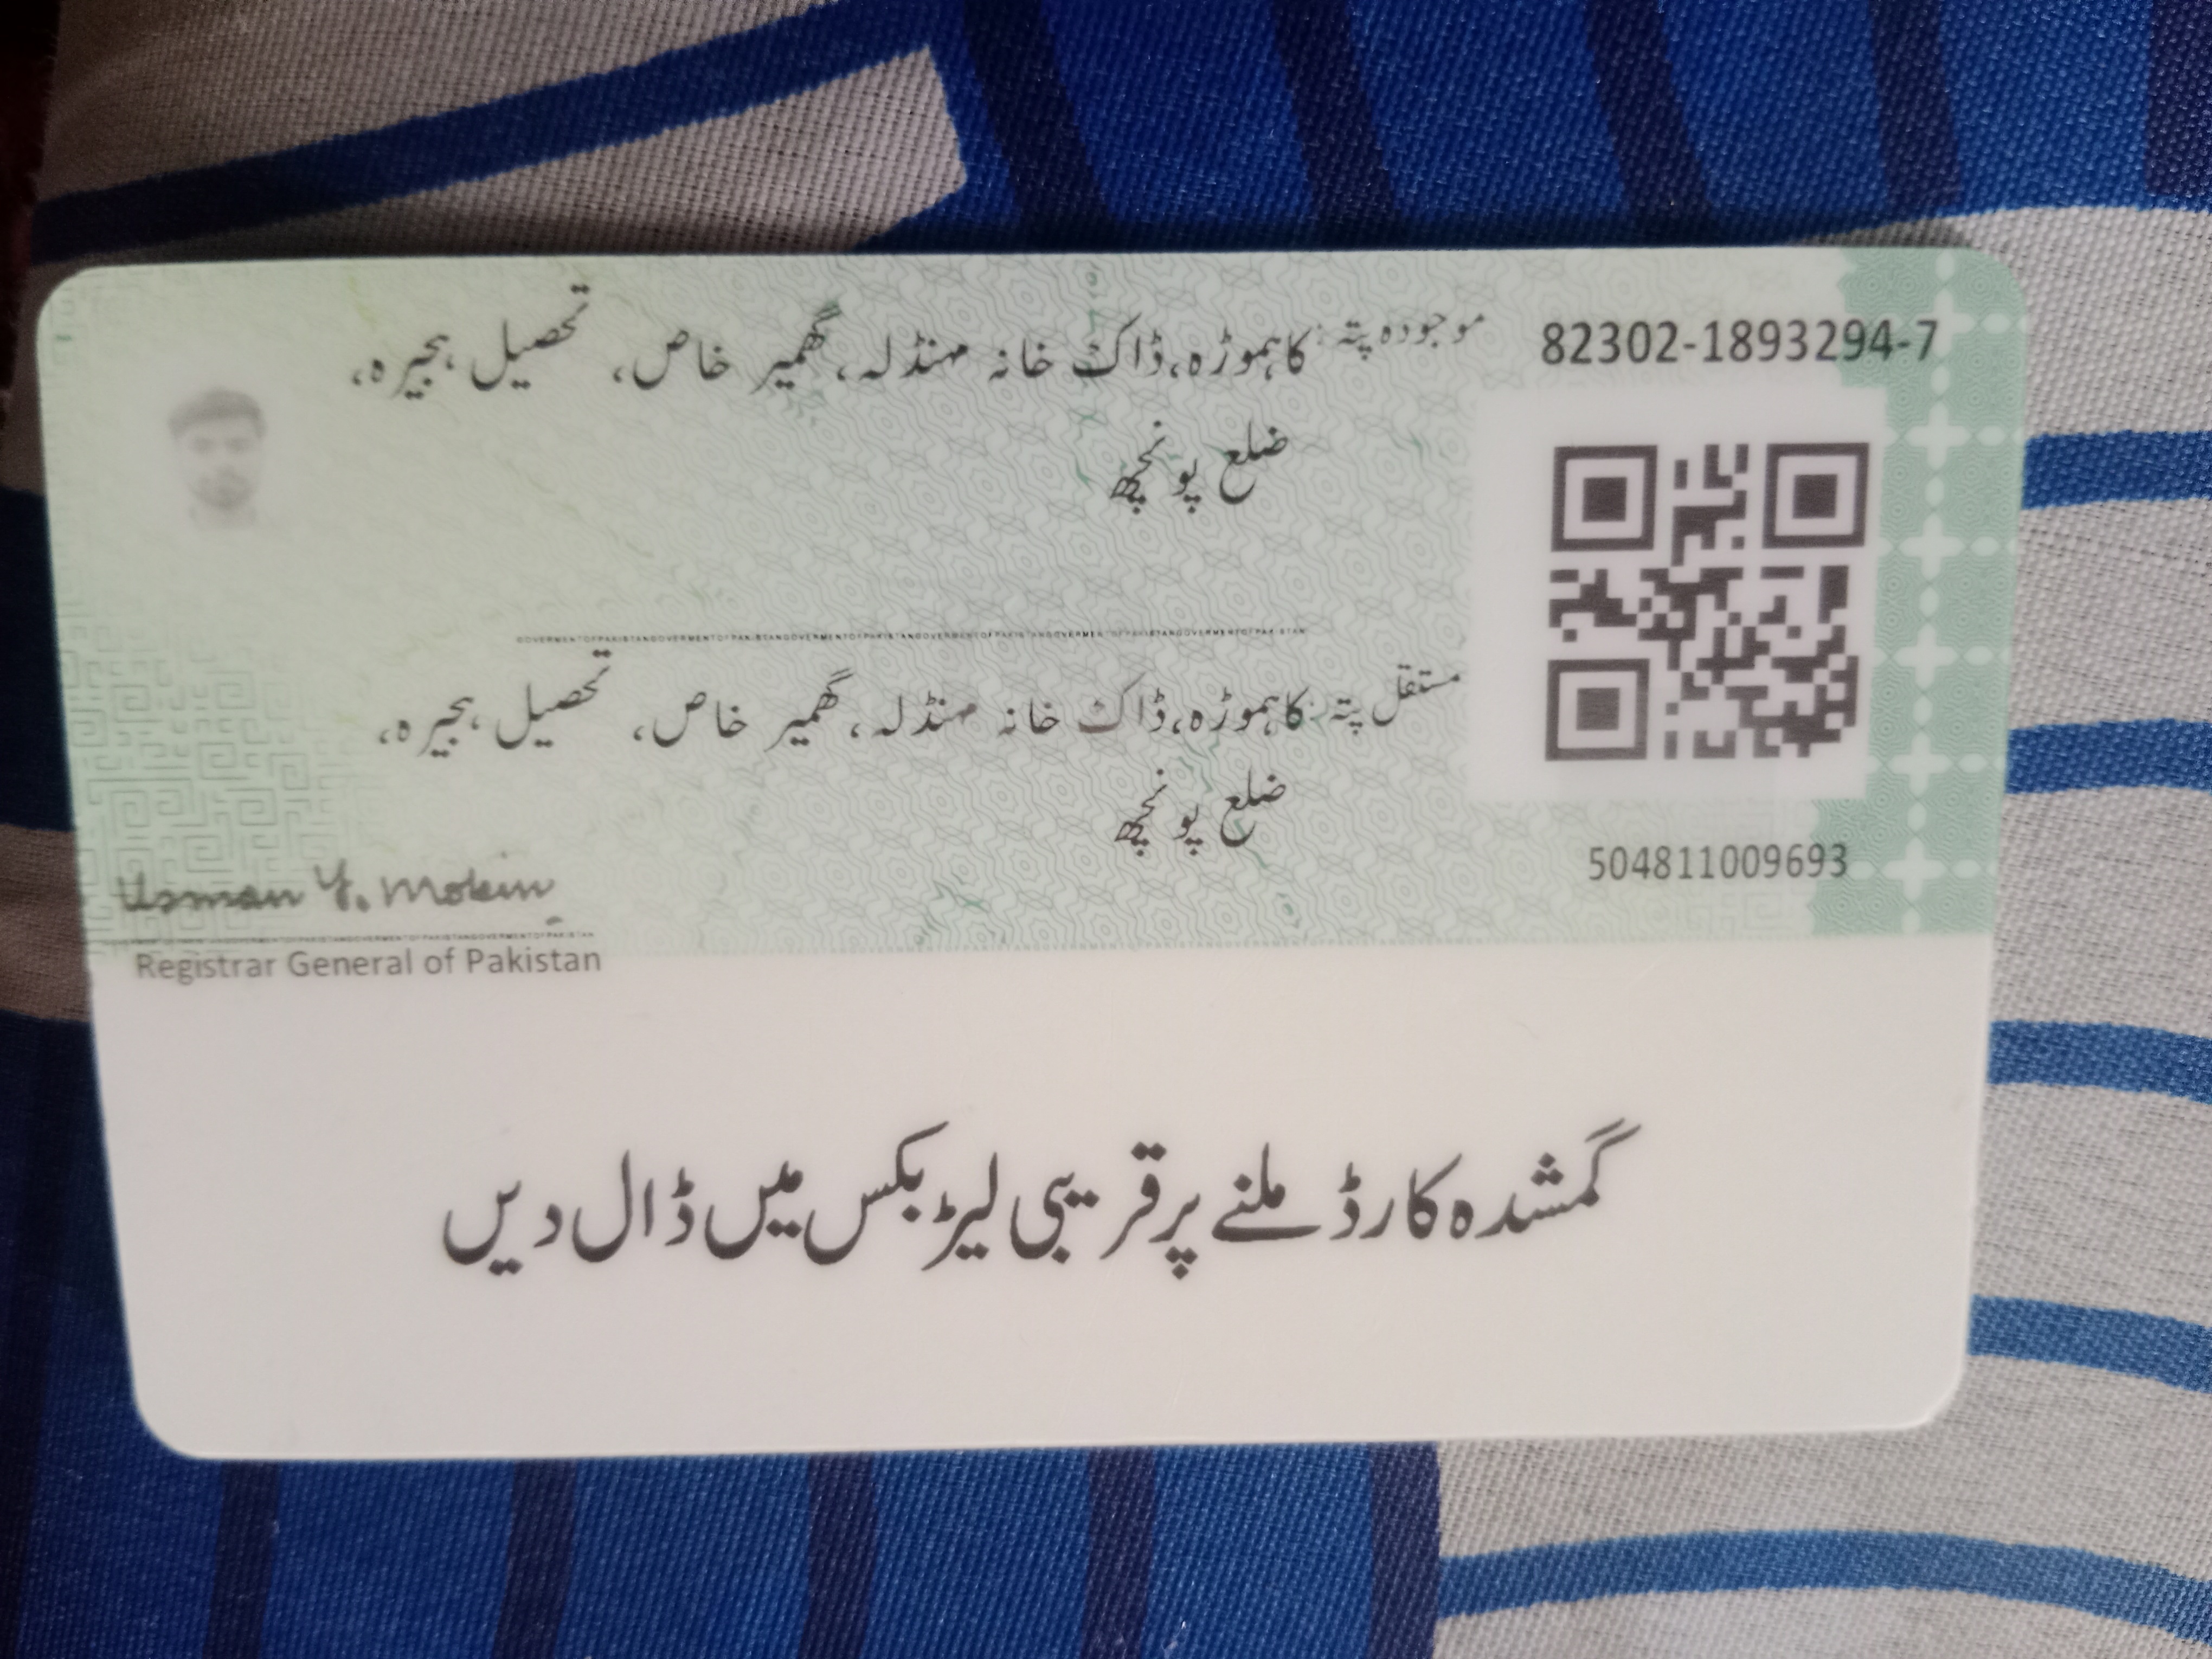 82302-1893294-7
موجودہ پتہ: کاہموڑہ، ڈاک خانہ منڈلہ، گھمیر خاص، تحصیل ہجیرہ،
ضلع پونچھ
GOVERMENTOFPAKISTANGOVERMENTOFPAKISTANGOVERMENTOFPAKISTANGOVERMENTOFPAKISTANGOVERMENTOFPAKISTANGOVERMENTOFPAKISTAN
مستقل پتہ: کاہموڑہ، ڈاک خانہ منڈلہ، گھمیر خاص، تحصیل ہجیرہ،
ضلع پونچھ
504811009693
Usman Y. Mobin
Registrar General of Pakistan
گمشدہ کارڈ ملنے پر قریبی لیٹر بکس میں ڈال دیں